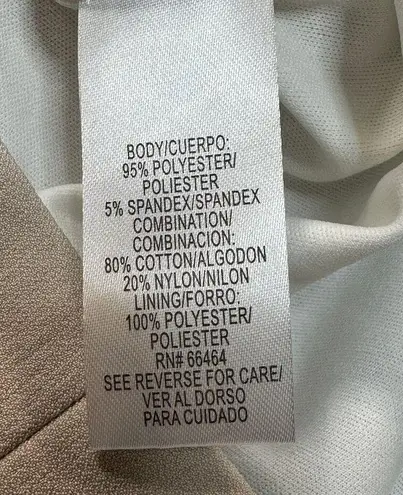 BODY/CUERPO:
95% POLYESTER/
POLIESTER
5% SPANDEX/SPANDEX
COMBINATION/
COMBINACION:
80% COTTON/ALGODON
20% NYLON/NILON
LINING/FORRO:
100% POLYESTER/
POLIESTER
RN# 66464
SEE REVERSE FOR CARE/
VER AL DORSO
PARA CUIDADO